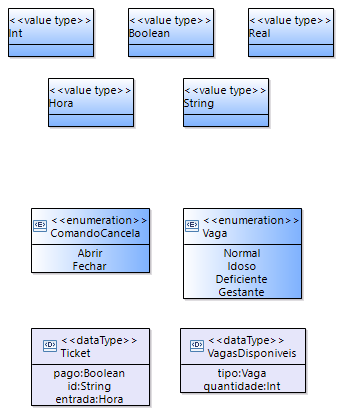 <<value type>>
Int
<<value type>>
Boolean
<<value type>>
Real
<<value type>>
Hora
<<value type>>
String
<<enumeration>>
ComandoCancela
Abrir
Fechar
<<enumeration>>
Vaga
Normal
Idoso
Deficiente
Gestante
<<dataType>>
Ticket
pago:Boolean
id:String
entrada:Hora
<<dataType>>
VagasDisponiveis
tipo:Vaga
quantidade:Int